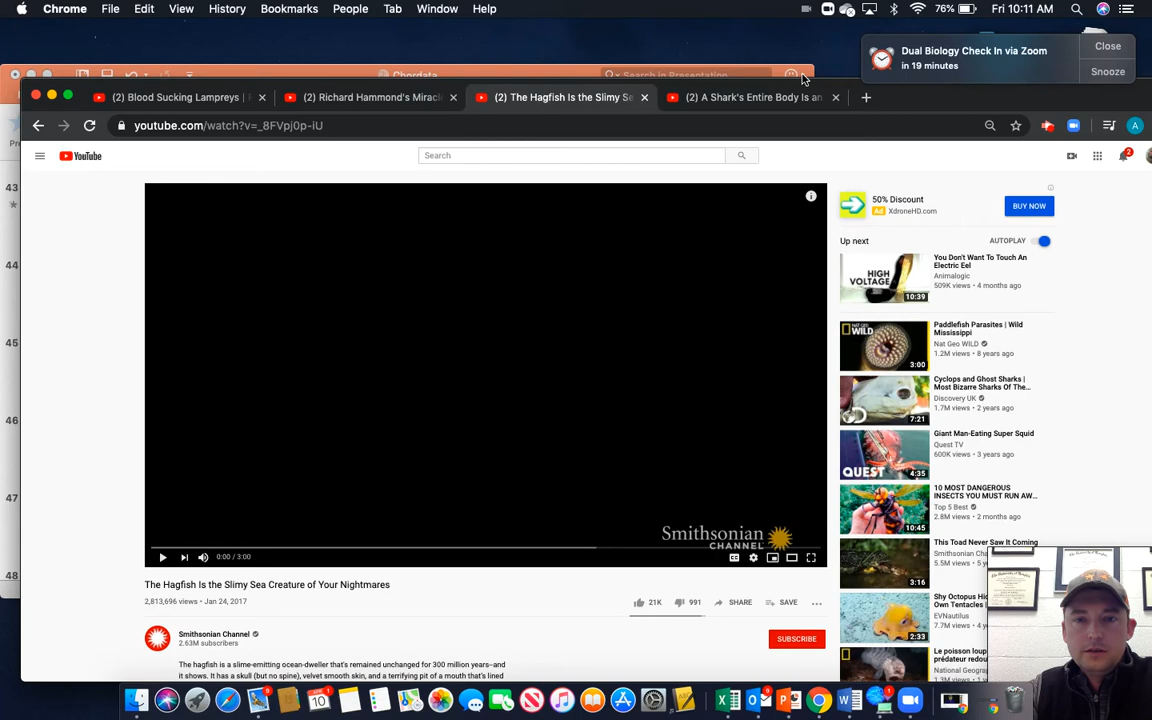 Chrome File Edit View History Bookmarks People Tab Window Help 76% Fri 10:11 AM
Dual Biology Check In via Zoom
in 19 minutes
Close
Snooze
Chordata
Search in Presentation
(2) Blood Sucking Lampreys |
(2) Richard Hammond's Miracl
(2) The Hagfish Is the Slimy Se
(2) A Shark's Entire Body Is an
youtube.com/watch?v=_8FVpj0p-iU
A
YouTube
Search
2
43
44
45
46
47
48
Smithsonian
CHANNEL
0:00 / 3:00
The Hagfish Is the Slimy Sea Creature of Your Nightmares
2,813,696 views • Jan 24, 2017
21K 991 SHARE SAVE
Smithsonian Channel
2.63M subscribers
SUBSCRIBE
The hagfish is a slime-emitting ocean-dweller that's remained unchanged for 300 million years–and
it shows. It has a skull (but no spine), velvet smooth skin, and a terrifying pit of a mouth that's lined
50% Discount
Ad XdroneHD.com
BUY NOW
Up next
AUTOPLAY
HIGH
VOLTAGE
10:39
You Don't Want To Touch An
Electric Eel
Animalogic
509K views • 4 months ago
WILD
3:00
Paddlefish Parasites | Wild
Mississippi
Nat Geo WILD
1.2M views • 8 years ago
7:21
Cyclops and Ghost Sharks |
Most Bizarre Sharks Of The...
Discovery UK
1.7M views • 2 years ago
QUEST
4:35
Giant Man-Eating Super Squid
Quest TV
600K views • 3 years ago
10:45
10 MOST DANGEROUS
INSECTS YOU MUST RUN AW...
Top 5 Best
2.8M views • 2 months ago
3:16
This Toad Never Saw It Coming
Smithsonian Ch
5.5M views
2:33
Shy Octopus Hi
Own Tentacles |
EVNautilus
7.7M views • 4 y
Le poisson loup
prédateur redou